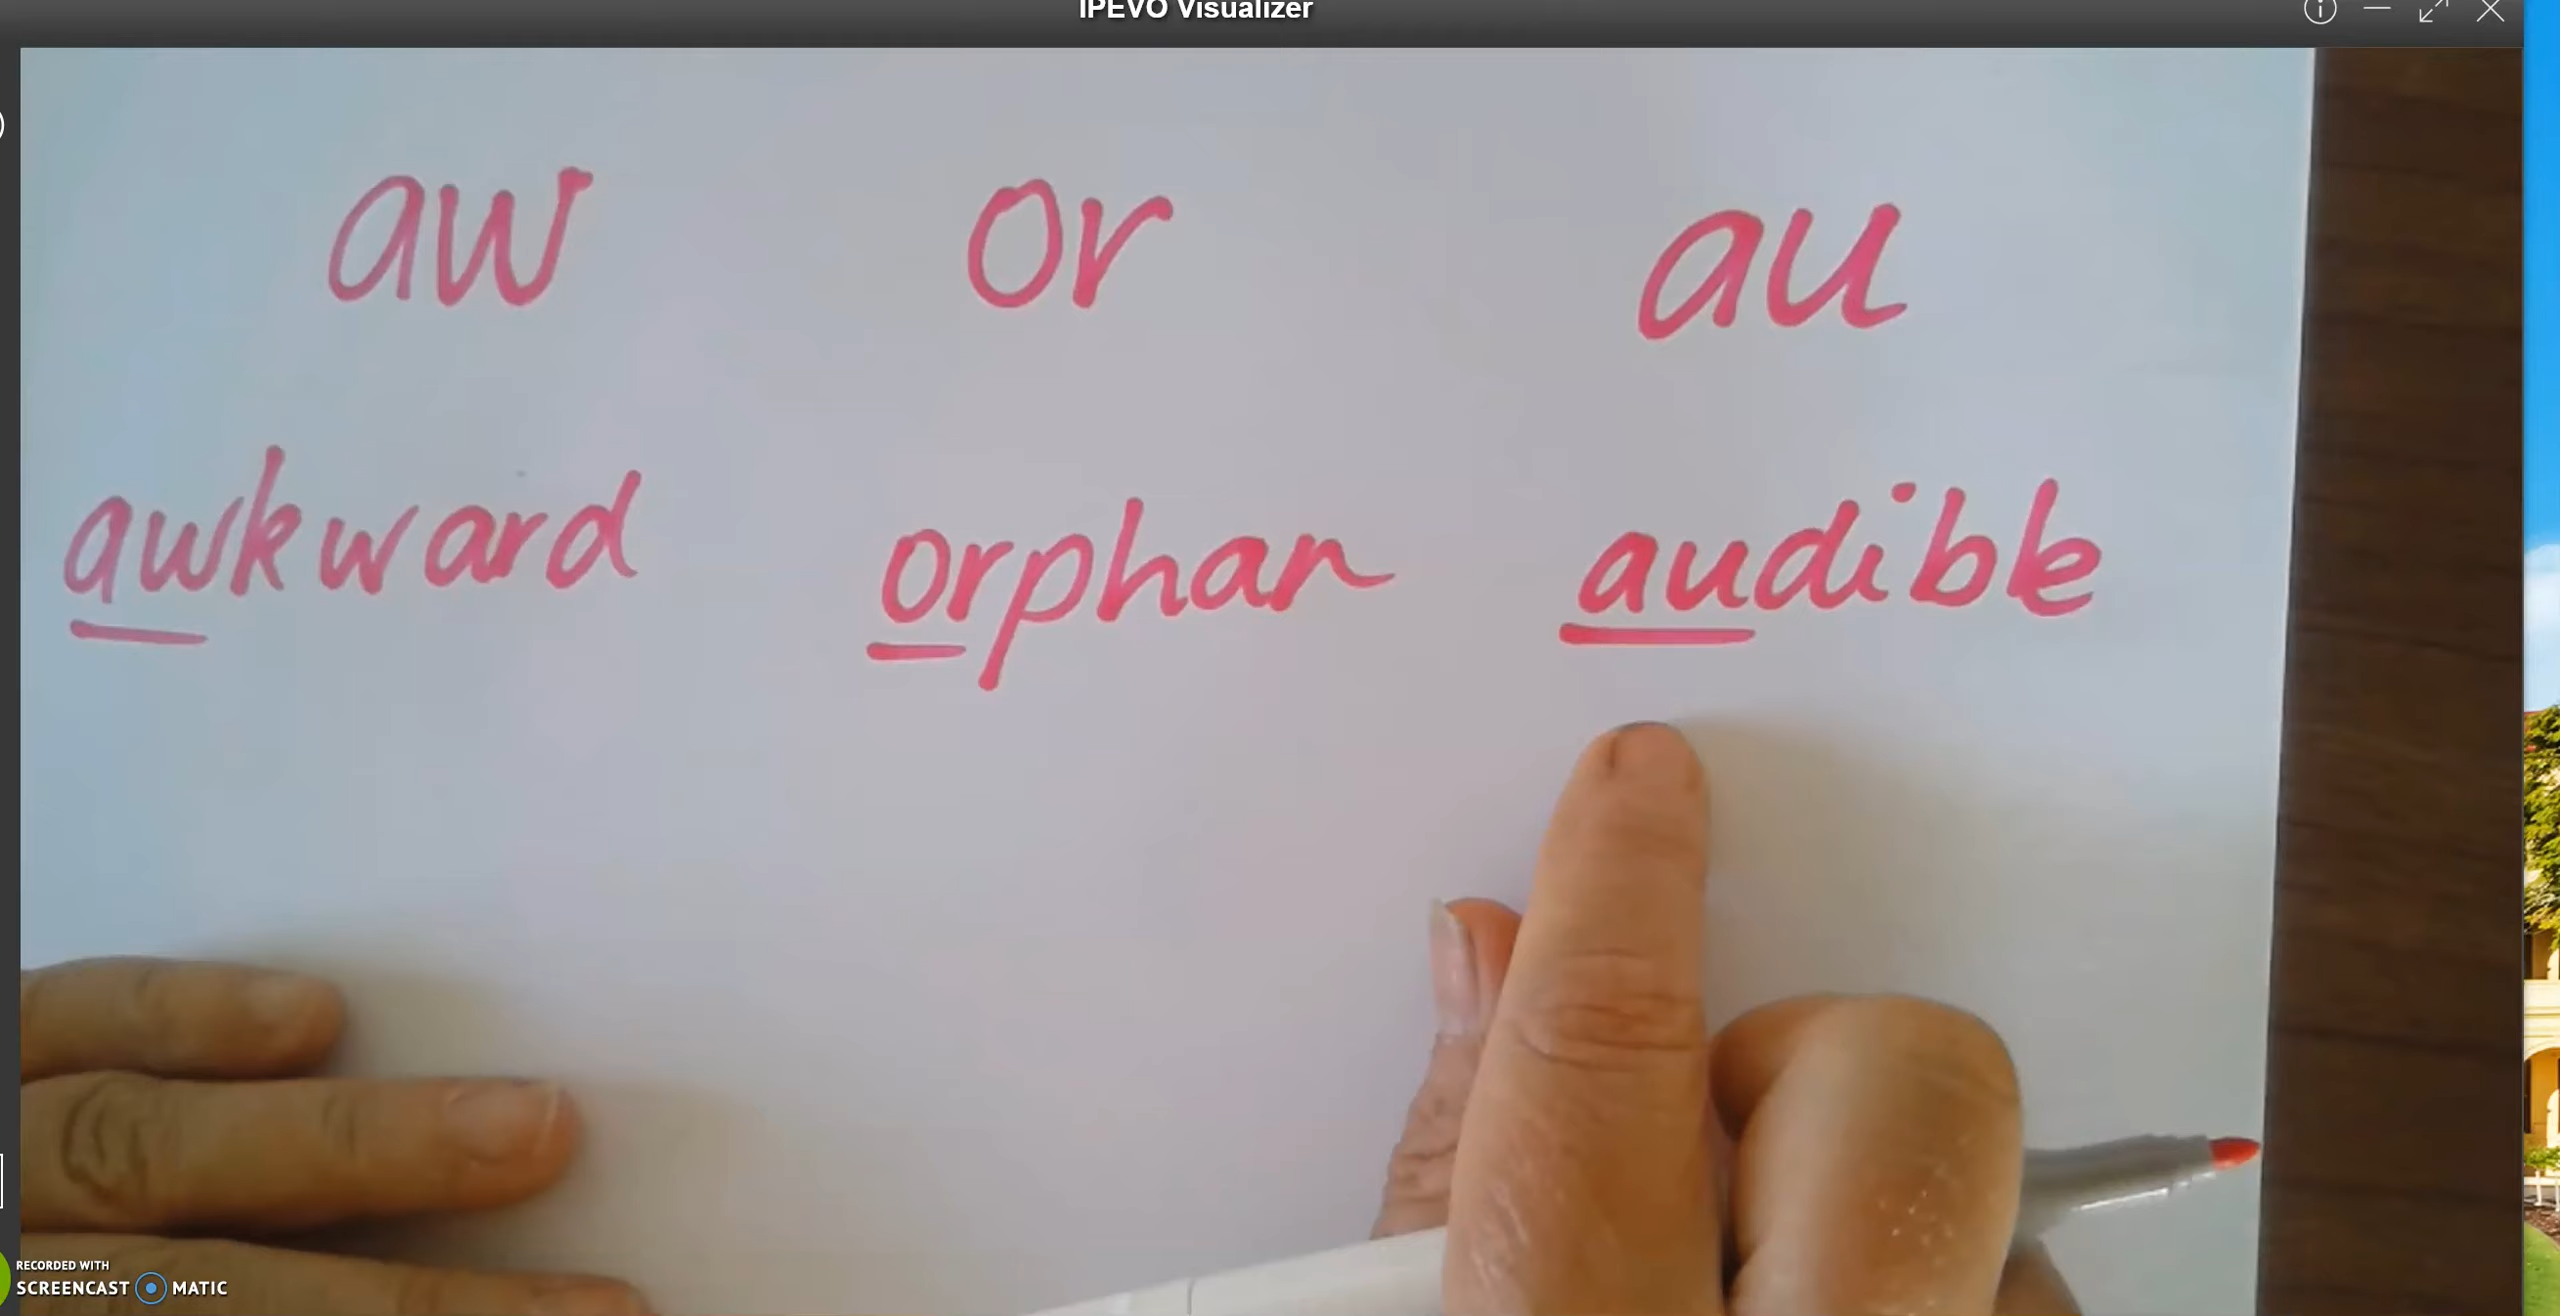 IPEVO Visualizer
aw or au
awkward orphan audible
RECORDED WITH
SCREENCAST MATIC